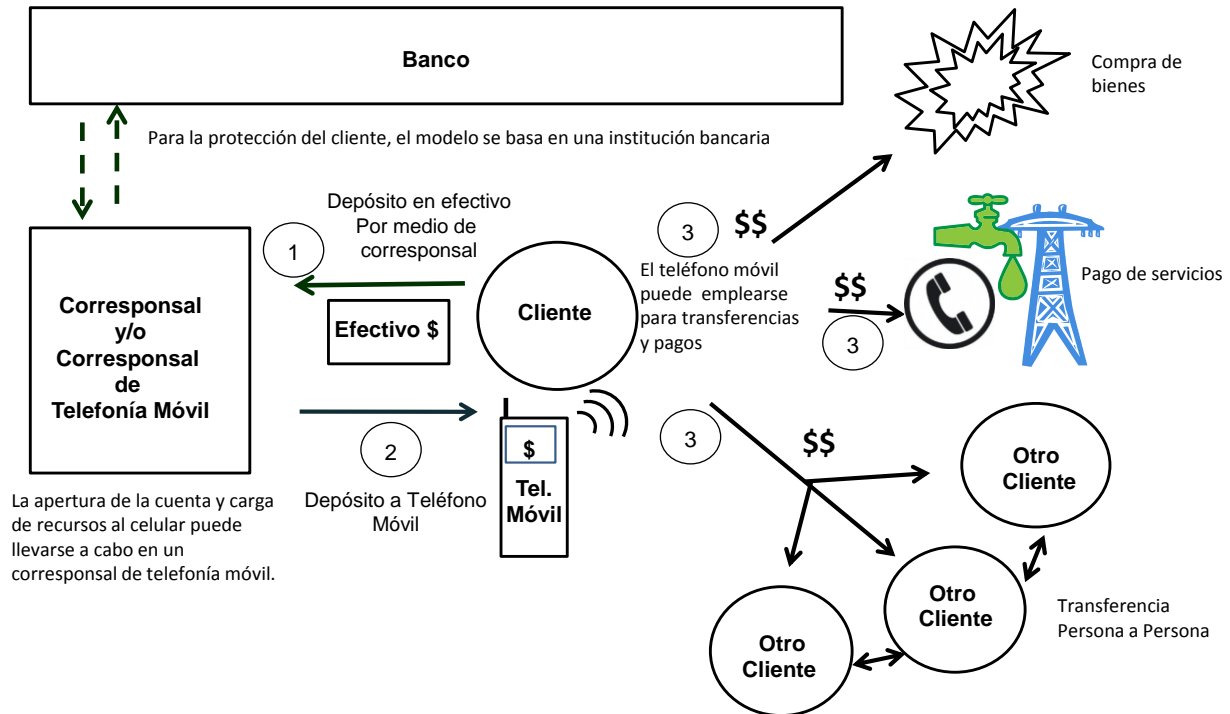 Banco
Para la protección del cliente, el modelo se basa en una institución bancaria
Compra de
bienes
Depósito en efectivo
Por medio de
corresponsal
1
3
$$
Corresponsal
y/o
Corresponsal
de
Telefonía Móvil
Efectivo $
Cliente
El teléfono móvil
puede emplearse
para transferencias
y pagos
$$
3
Pago de servicios
2
Depósito a Teléfono
Móvil
$
Tel.
Móvil
3
$$
Otro
Cliente
La apertura de la cuenta y carga
de recursos al celular puede
llevarse a cabo en un
corresponsal de telefonía móvil.
Otro
Cliente
Otro
Cliente
Transferencia
Persona a Persona